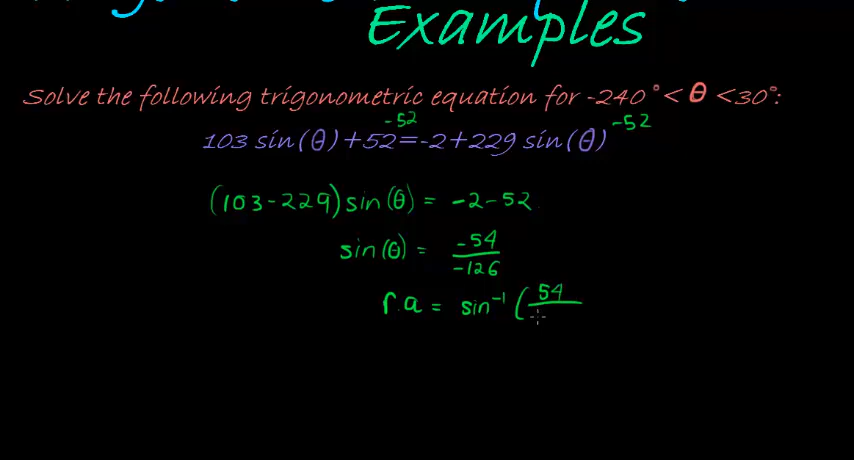 Examples
Solve the following trigonometric equation for -240°< θ <30°:
-52 -52
103 sin(θ)+52=-2+229 sin(θ)
(103-229)sin(θ) = -2-52
sin(θ) = -54
-126
r.a = sin⁻¹ ( 54